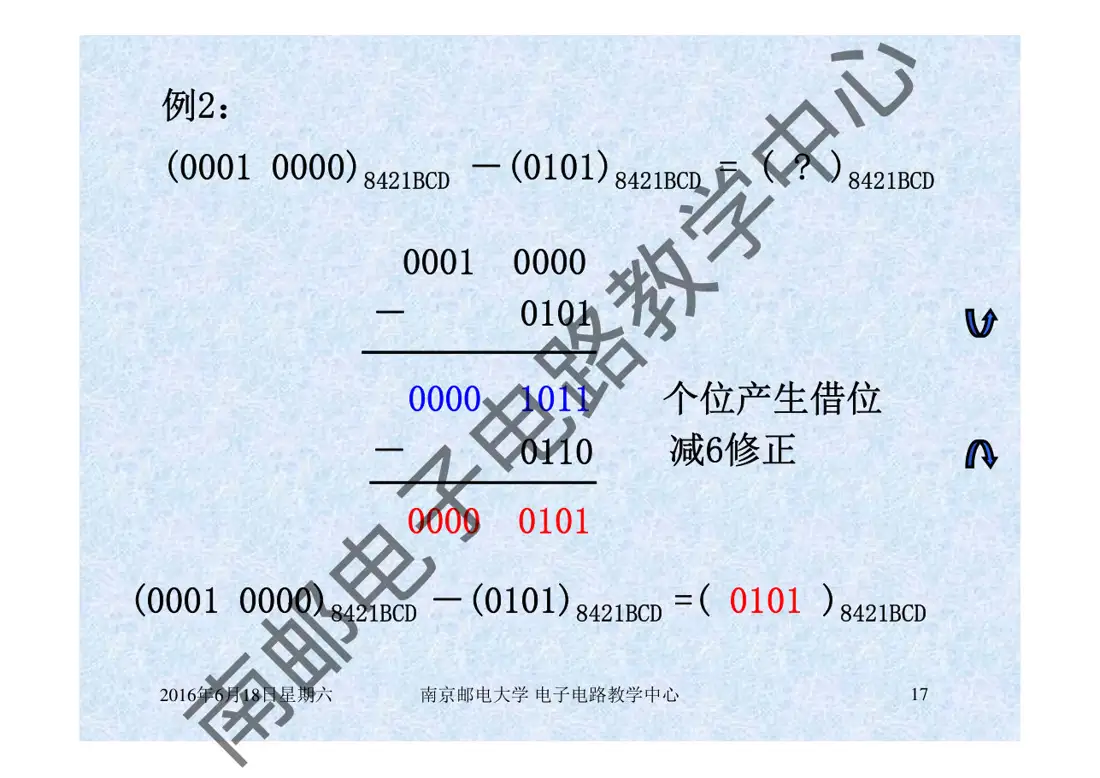 例2：
(0001 0000)8421BCD －(0101)8421BCD = ( ? )8421BCD
0001 0000
－ 0101
0000 1011 个位产生借位
－ 0110 减6修正
0000 0101
(0001 0000)8421BCD －(0101)8421BCD =( 0101 )8421BCD
2016年6月18日星期六 南京邮电大学 电子电路教学中心 17
南邮电子电路教学中心